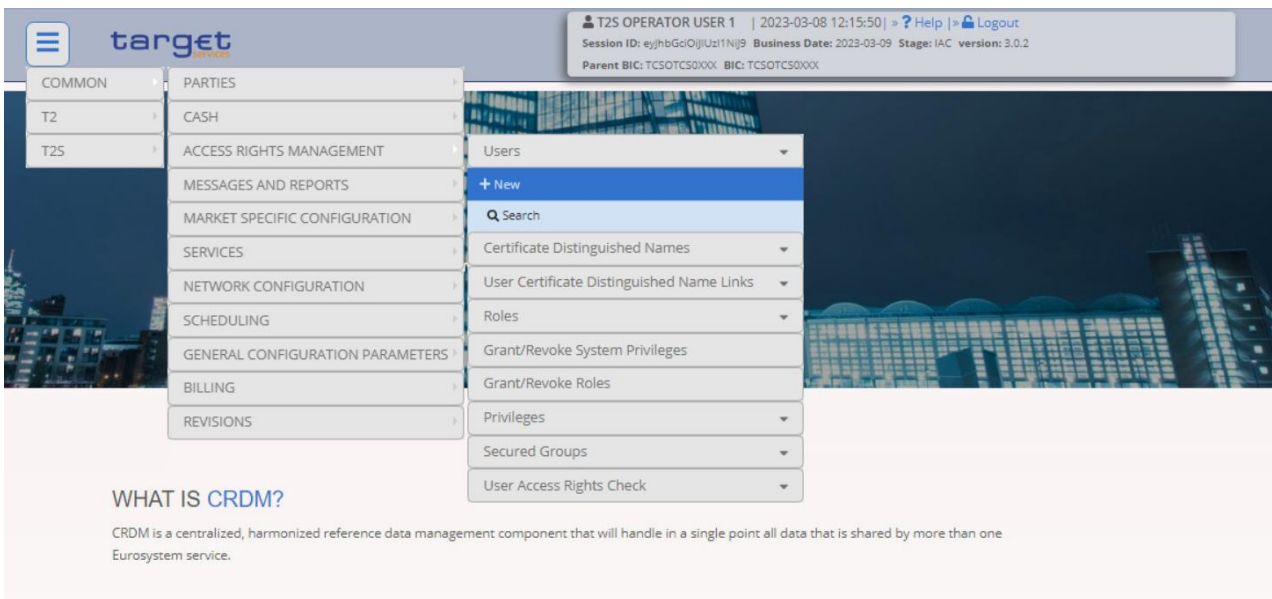 target
services
T2S OPERATOR USER 1 | 2023-03-08 12:15:50 | » ? Help | » Logout
Session ID: eyJhbGciOiJIUzI1NiJ9 Business Date: 2023-03-09 Stage: IAC version: 3.0.2
Parent BIC: TCSOTCS0XXX BIC: TCSOTCS0XXX
COMMON
T2
T2S
PARTIES
CASH
ACCESS RIGHTS MANAGEMENT
MESSAGES AND REPORTS
MARKET SPECIFIC CONFIGURATION
SERVICES
NETWORK CONFIGURATION
SCHEDULING
GENERAL CONFIGURATION PARAMETERS
BILLING
REVISIONS
Users
+ New
Search
Certificate Distinguished Names
User Certificate Distinguished Name Links
Roles
Grant/Revoke System Privileges
Grant/Revoke Roles
Privileges
Secured Groups
User Access Rights Check
WHAT IS CRDM?
CRDM is a centralized, harmonized reference data management component that will handle in a single point all data that is shared by more than one
Eurosystem service.